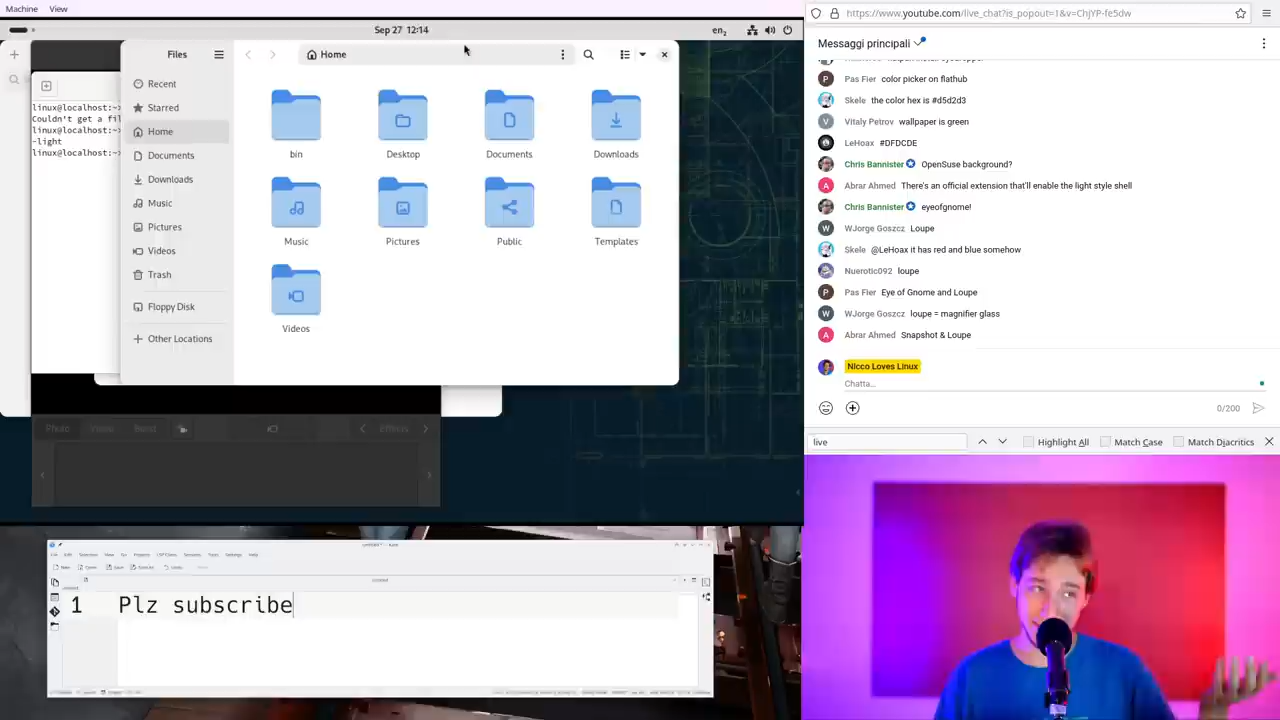 Machine View
Sep 27 12:14
en₂
Files
Home
Recent
Starred
Home
Documents
Downloads
Music
Pictures
Videos
Trash
Floppy Disk
Other Locations
bin
Desktop
Documents
Downloads
Music
Pictures
Public
Templates
Videos
linux@localhost:~
Couldn't get a fil
linux@localhost:~
-light
linux@localhost:~
Photo
Effects
1 Plz subscribe
https://www.youtube.com/live_chat?is_popout=1&v=ChJYP-fe5dw
Messaggi principali
Pas Fier color picker on flathub
Skele the color hex is #d5d2d3
Vitaly Petrov wallpaper is green
LeHoax #DFDCDE
Chris Bannister OpenSuse background?
Abrar Ahmed There's an official extension that'll enable the light style shell
Chris Bannister eyeofgnome!
WJorge Goszcz Loupe
Skele @LeHoax it has red and blue somehow
Nuerotic092 loupe
Pas Fier Eye of Gnome and Loupe
WJorge Goszcz loupe = magnifier glass
Abrar Ahmed Snapshot & Loupe
Nicco Loves Linux
Chatta...
0/200
live
Highlight All
Match Case
Match Diacritics